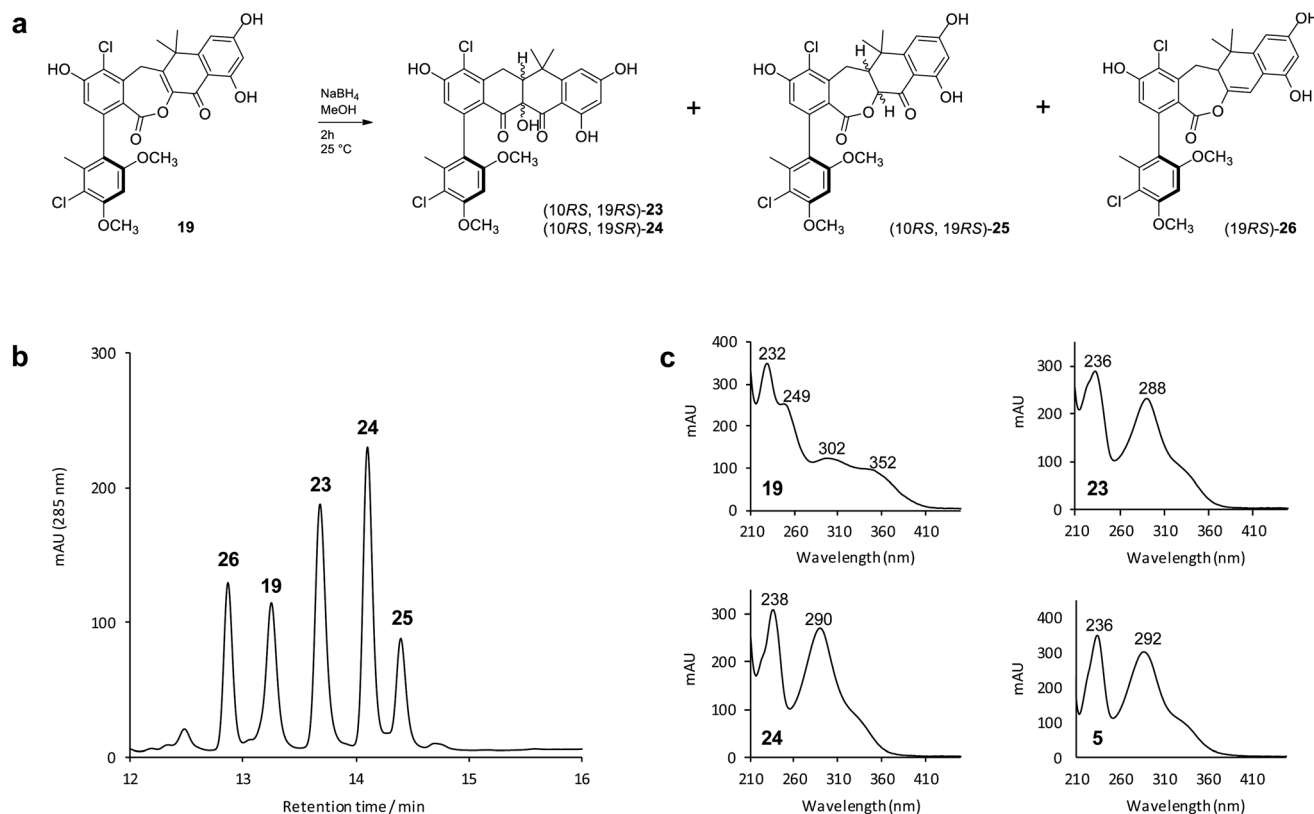 a
Cl
HO
OH
OH
O
O
O
OCH3
Cl
OCH3
19
NaBH4
MeOH
2h
25 °C
Cl
H
HO
OH
OH
O
O
OH
OCH3
Cl
OCH3
(10RS, 19RS)-23
(10RS, 19SR)-24
+
OH
Cl
H
HO
O
O
H
O
OH
OCH3
Cl
OCH3
(10RS, 19RS)-25
+
OH
Cl
HO
O
O
OH
OCH3
Cl
OCH3
(19RS)-26
b
300
200
100
0
mAU (285 nm)
26
19
23
24
25
12
13
14
15
16
Retention time / min
c
400
300
200
100
0
mAU
232
249
302
352
19
210 260 310 360 410
Wavelength (nm)
300
200
100
0
mAU
236
288
23
210 260 310 360 410
Wavelength (nm)
300
200
100
0
mAU
238
290
24
210 260 310 360 410
Wavelength (nm)
400
300
200
100
0
mAU
236
292
5
210 260 310 360 410
Wavelength (nm)